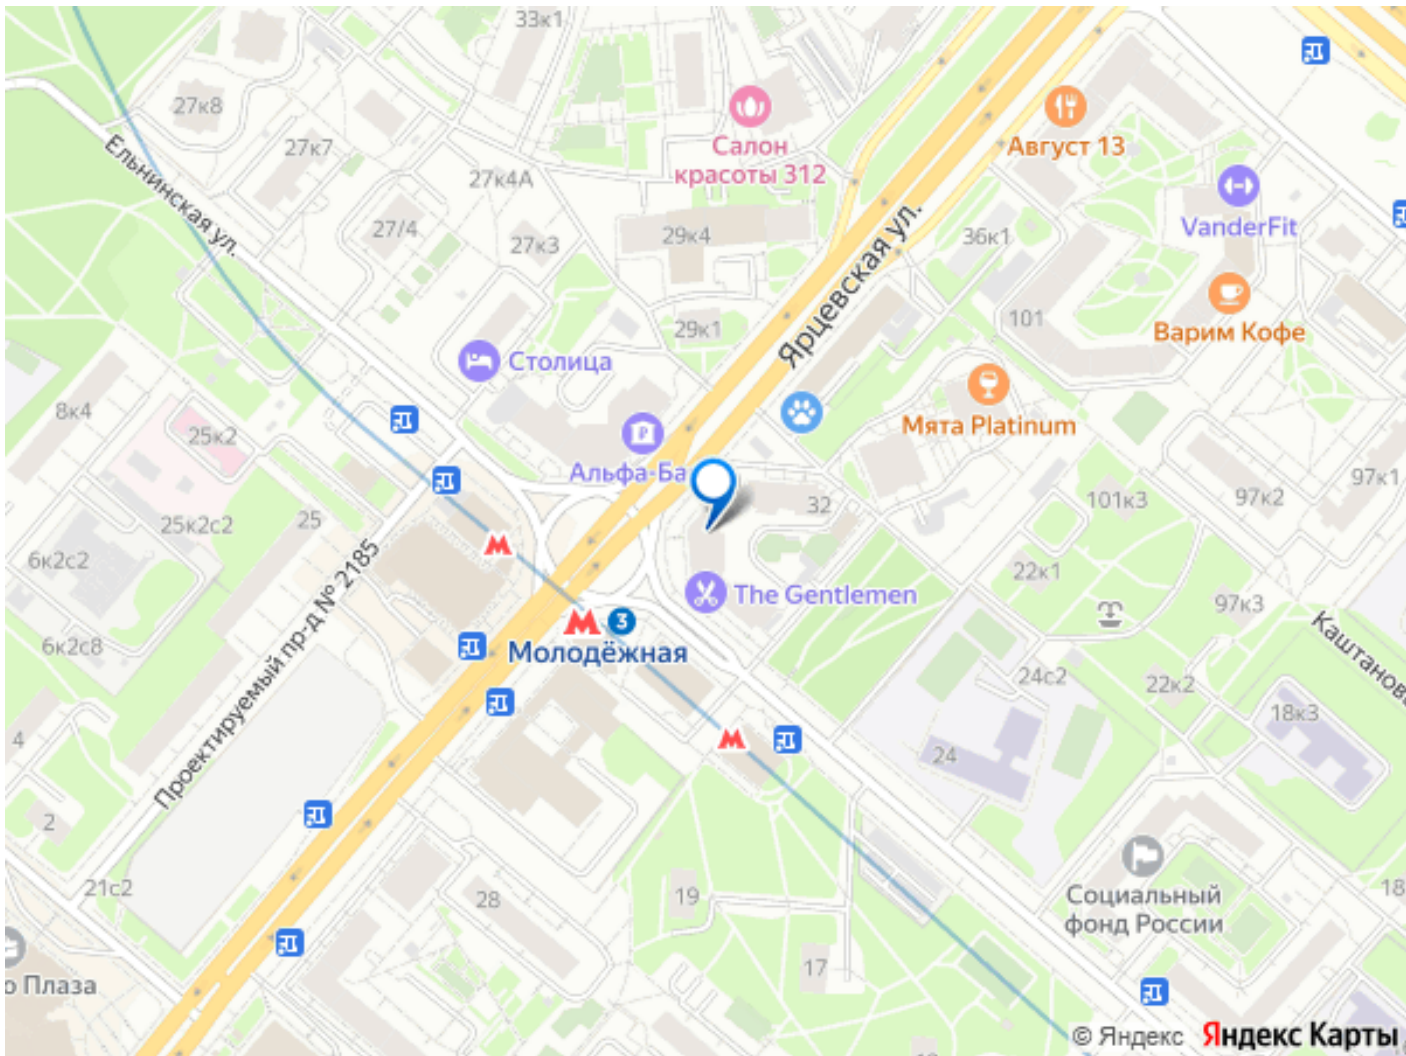 33к1
27к8
Ельнинская ул.
27к7
27к4А
Салон
красоты 312
Август 13
VanderFit
27/4
27к3
29к4
Ярцевская ул.
36к1
Варим Кофе
101
29к1
Столица
8к4
25к2
Альфа-Ба
Мята Platinum
97к1
97к2
101к3
32
25к2с2
25
6к2с2
Проектируемый пр-д № 2185
22к1
The Gentlemen
97к3
Каштанов
3
Молодёжная
6к2с8
24с2
22к2
18к3
4
24
2
21с2
28
19
Социальный
фонд России
18
17
о Плаза
© Яндекс Яндекс Карты